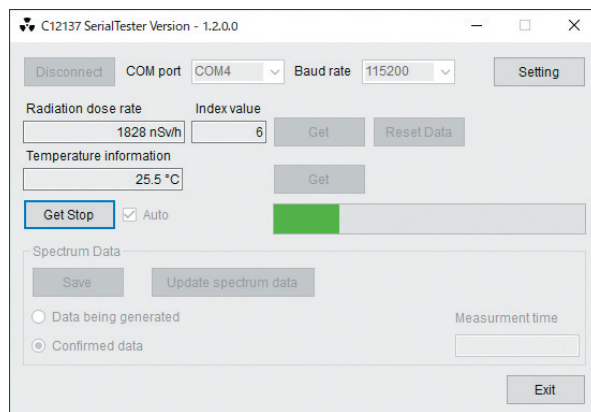 C12137 SerialTester Version - 1.2.0.0
Disconnect COM port COM4 Baud rate 115200 Setting
Radiation dose rate Index value
1828 nSv/h 6 Get Reset Data
Temperature information
25.5 °C Get
Get Stop Auto
Spectrum Data
Save Update spectrum data
Data being generated Measurment time
Confirmed data
Exit